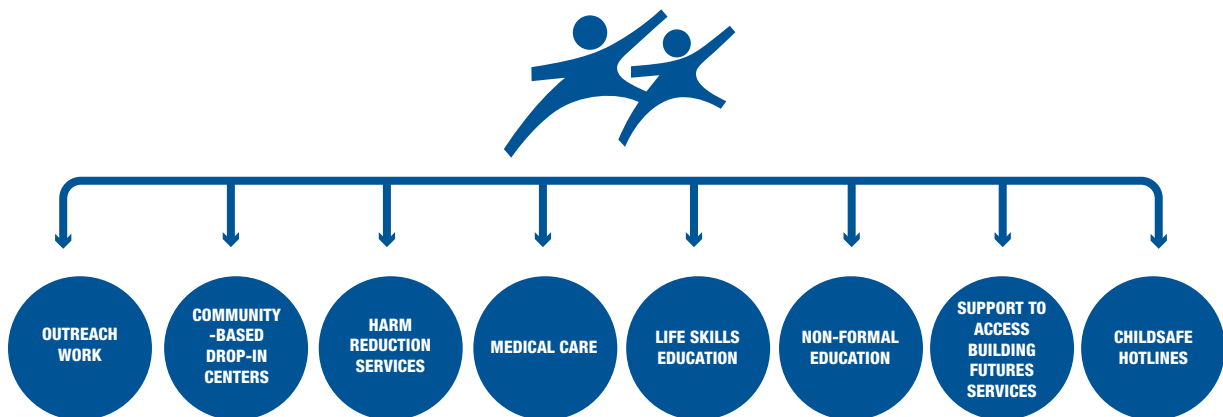 OUTREACH
WORK
COMMUNITY
-BASED
DROP-IN
CENTERS
HARM
REDUCTION
SERVICES
MEDICAL CARE
LIFE SKILLS
EDUCATION
NON-FORMAL
EDUCATION
SUPPORT TO
ACCESS
BUILDING
FUTURES
SERVICES
CHILDSAFE
HOTLINES